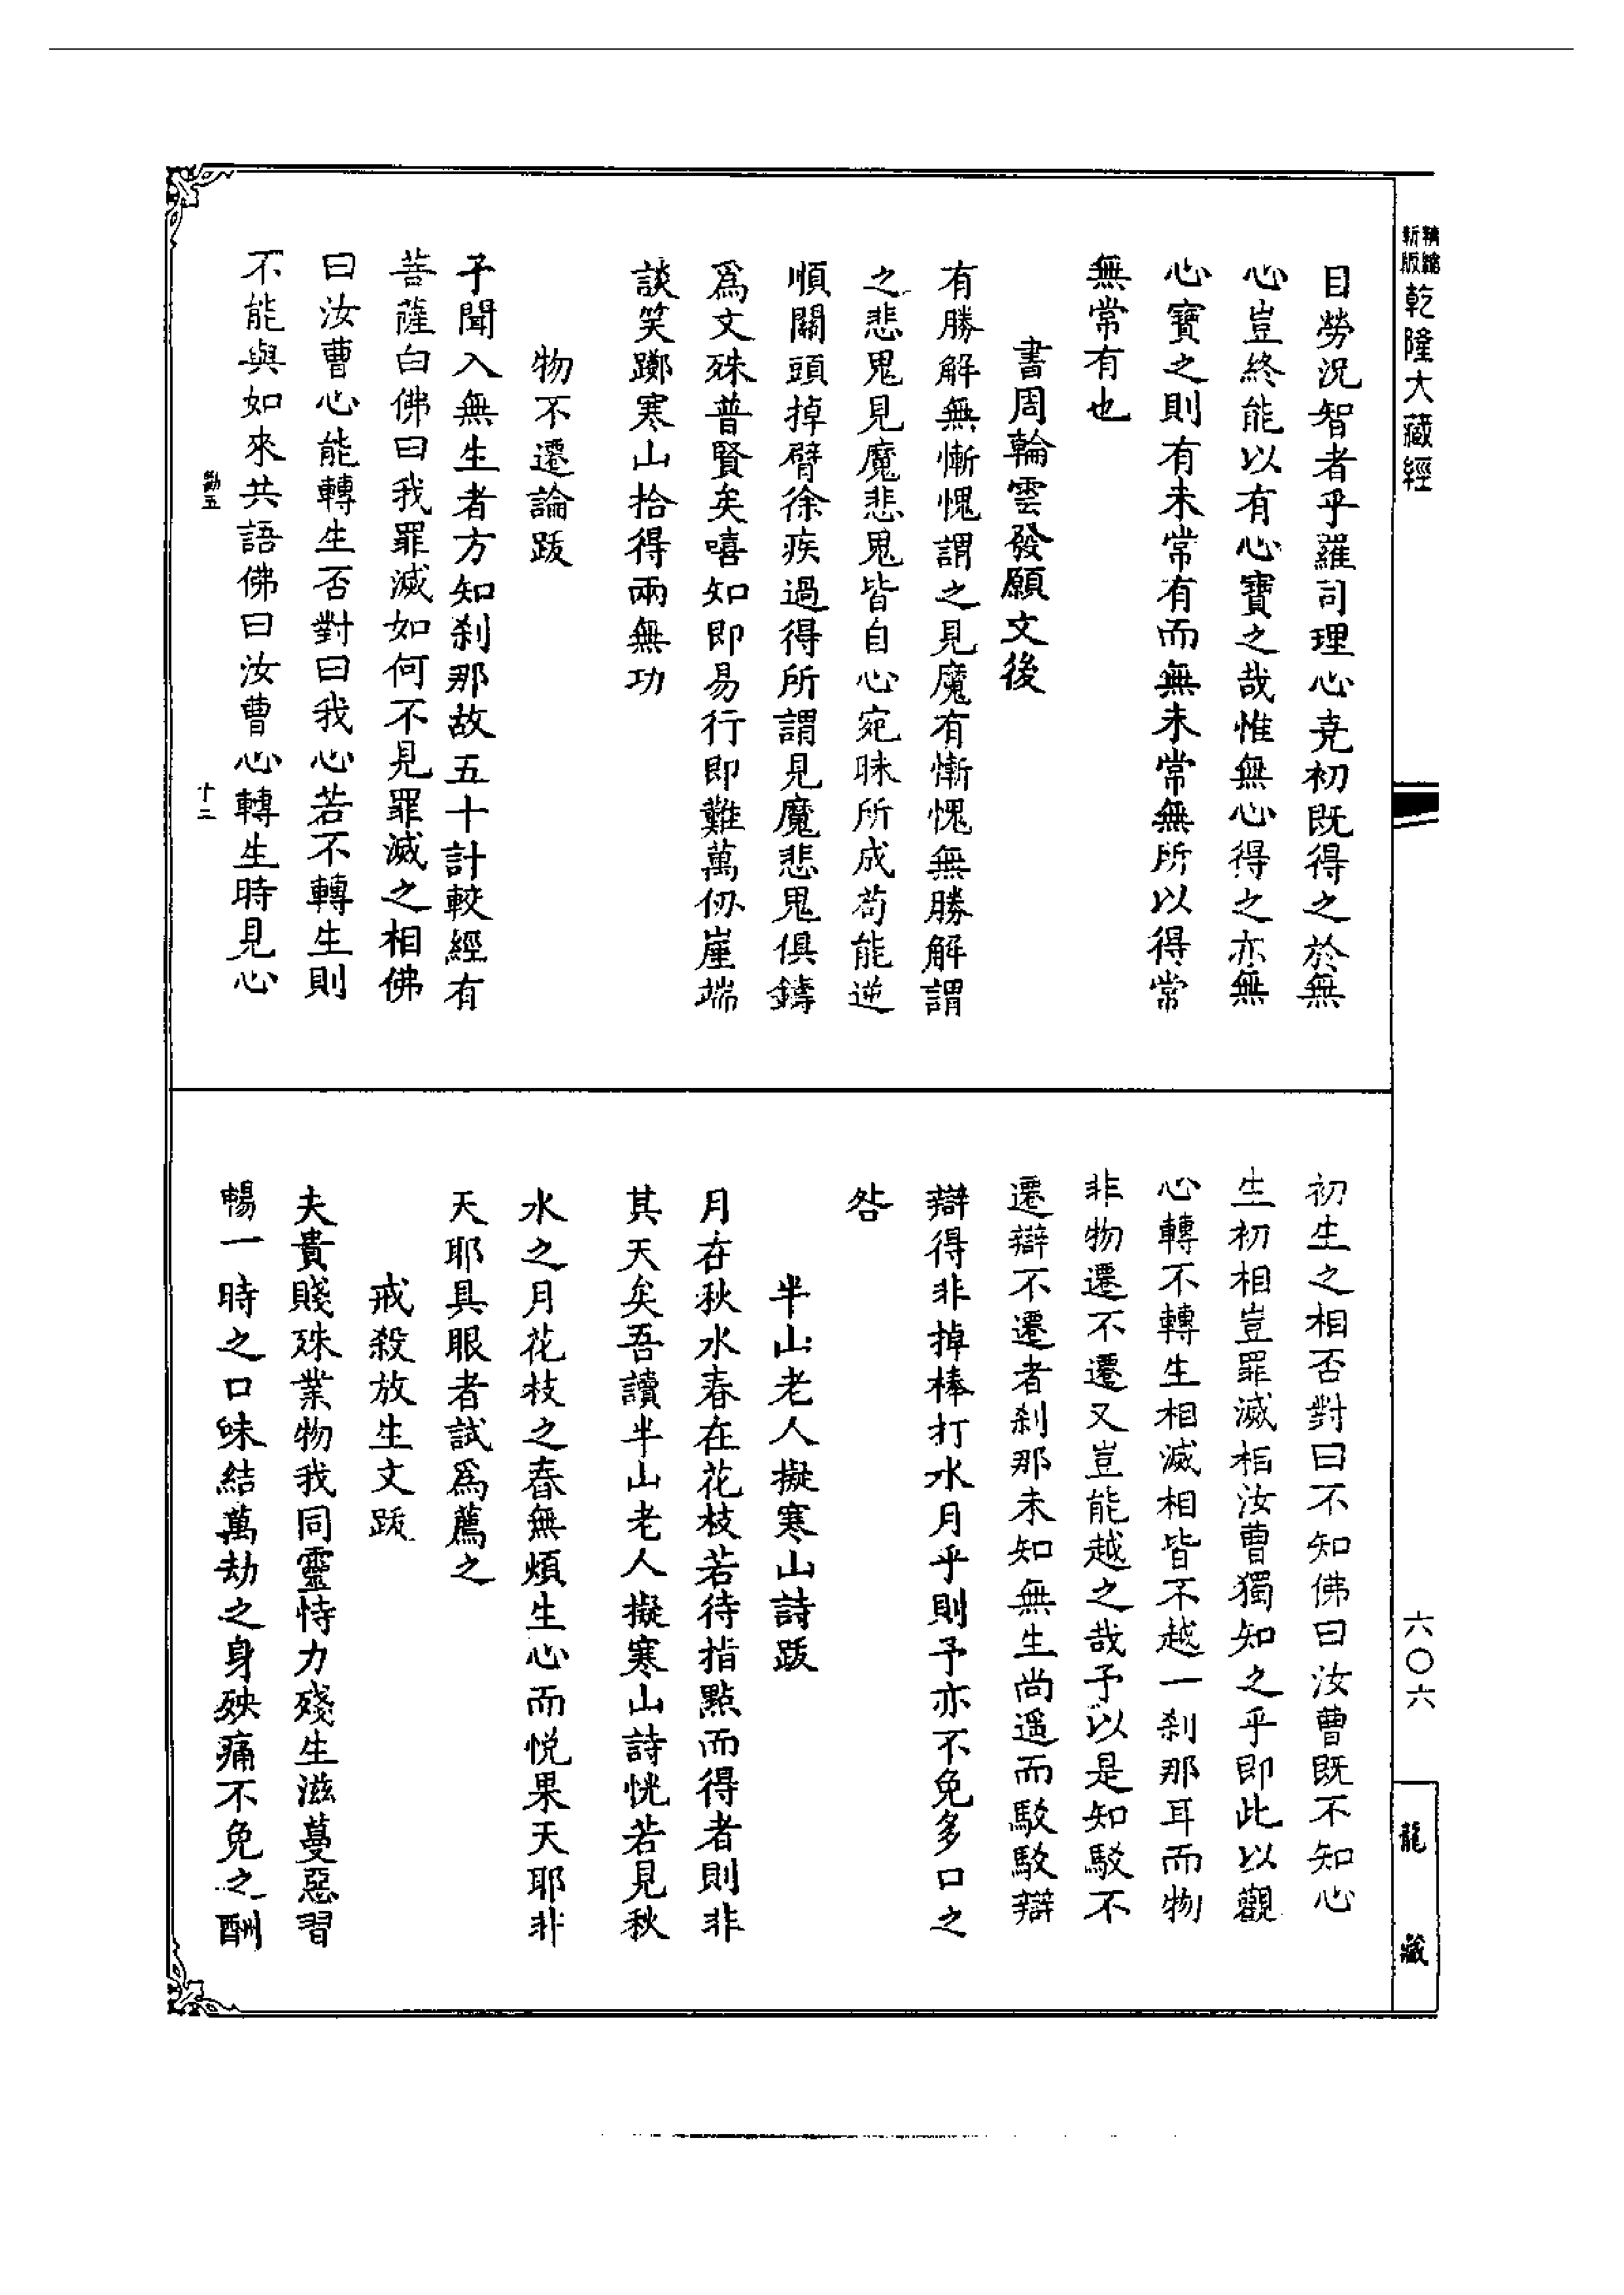 精縮新版乾隆大藏經
目勞況智者乎羅司理心堯初既得之於無
心豈終能以有心寶之哉惟無心得之亦無
心寶之則有未常有而無未常無所以得常
無常有也
書周輪雲發願文後
有勝解無慚愧謂之見魔有慚愧無勝解謂
之悲鬼見魔悲鬼皆自心宛昧所成茍能逆
順關頭掉臂徐疾過得所謂見魔悲鬼俱鑄
為文殊普賢矣嘻知即易行即難萬仞崖端
談笑躑寒山拾得兩無功
物不遷論䟦
予聞入無生者方知刹那故五十計較經有
菩薩白佛曰我罪滅如何不見罪滅之相佛
曰汝曹心能轉生否對曰我心若不轉生則
不能與如來共語佛曰汝曹心轉生時見心
勤五
十二
初生之相否對曰不知佛曰汝曹既不知心
生初相豈罪滅相汝曹獨知之乎即此以觀
心轉不轉生相滅相皆不越一刹那耳而物
非物遷不遷又豈能越之哉予以是知駁不
遷辯不遷者刹那未知無生尚遥而駁駁辯
辯得非掉棒打水月乎則予亦不免多口之
咎
半山老人擬寒山詩䟦
月在秋水春在花枝若待指點而得者則非
其天矣吾讀半山老人擬寒山詩恍若見秋
水之月花枝之春無煩生心而悦果天耶非
天耶具眼者試為薦之
戒殺放生文䟦
夫貴賤殊業物我同靈恃力殘生滋蔓惡習
暢一時之口味結萬劫之身殃痛不免之酬
六〇六
龍藏